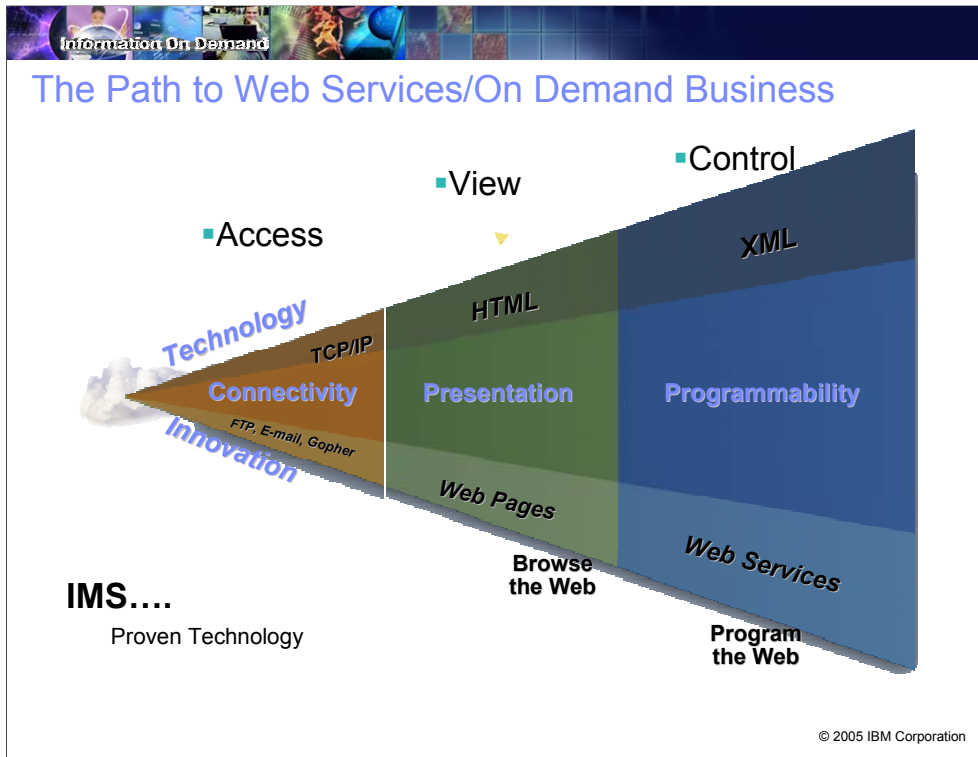 Information On Demand
The Path to Web Services/On Demand Business
▪Control
▪View
▪Access
XML
HTML
Technology
TCP/IP
Connectivity
Presentation
Programmability
FTP, E-mail, Gopher
Innovation
Web Pages
Web Services
Browse
the Web
IMS....
Proven Technology
Program
the Web
© 2005 IBM Corporation